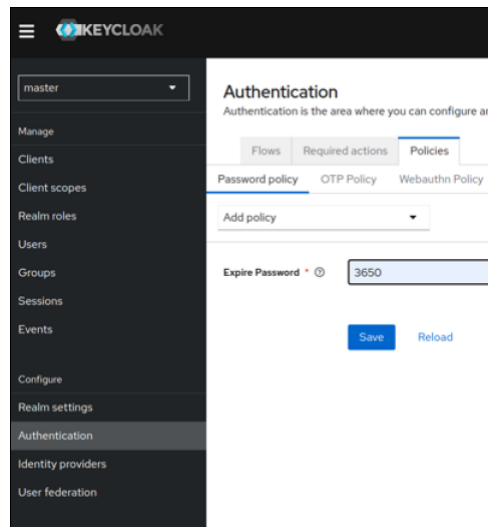 KEYCLOAK
master
Manage
Clients
Client scopes
Realm roles
Users
Groups
Sessions
Events
Configure
Realm settings
Authentication
Identity providers
User federation
Authentication
Authentication is the area where you can configure
Flows Required actions Policies
Password policy OTP Policy Webauthn Policy
Add policy
Expire Password * 3650
Save Reload